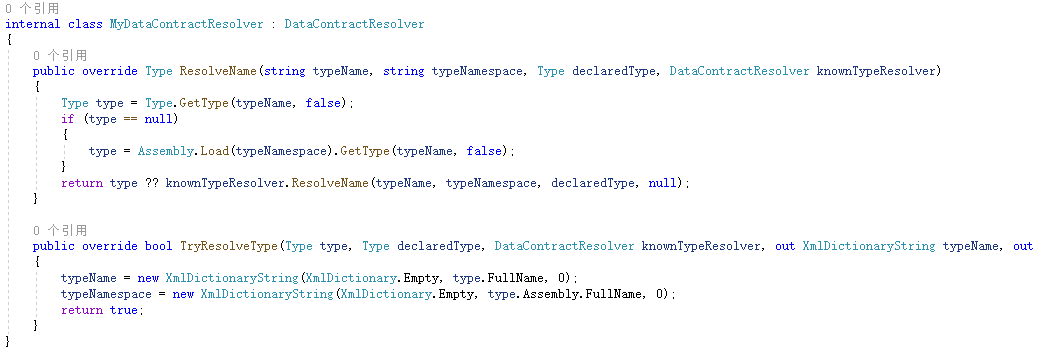 0 个引用
internal class MyDataContractResolver : DataContractResolver
{
0 个引用
public override Type ResolveName(string typeName, string typeNamespace, Type declaredType, DataContractResolver knownTypeResolver)
{
Type type = Type.GetType(typeName, false);
if (type == null)
{
type = Assembly.Load(typeNamespace).GetType(typeName, false);
}
return type ?? knownTypeResolver.ResolveName(typeName, typeNamespace, declaredType, null);
}
0 个引用
public override bool TryResolveType(Type type, Type declaredType, DataContractResolver knownTypeResolver, out XmlDictionaryString typeName, out
{
typeName = new XmlDictionaryString(XmlDictionary.Empty, type.FullName, 0);
typeNamespace = new XmlDictionaryString(XmlDictionary.Empty, type.Assembly.FullName, 0);
return true;
}
}